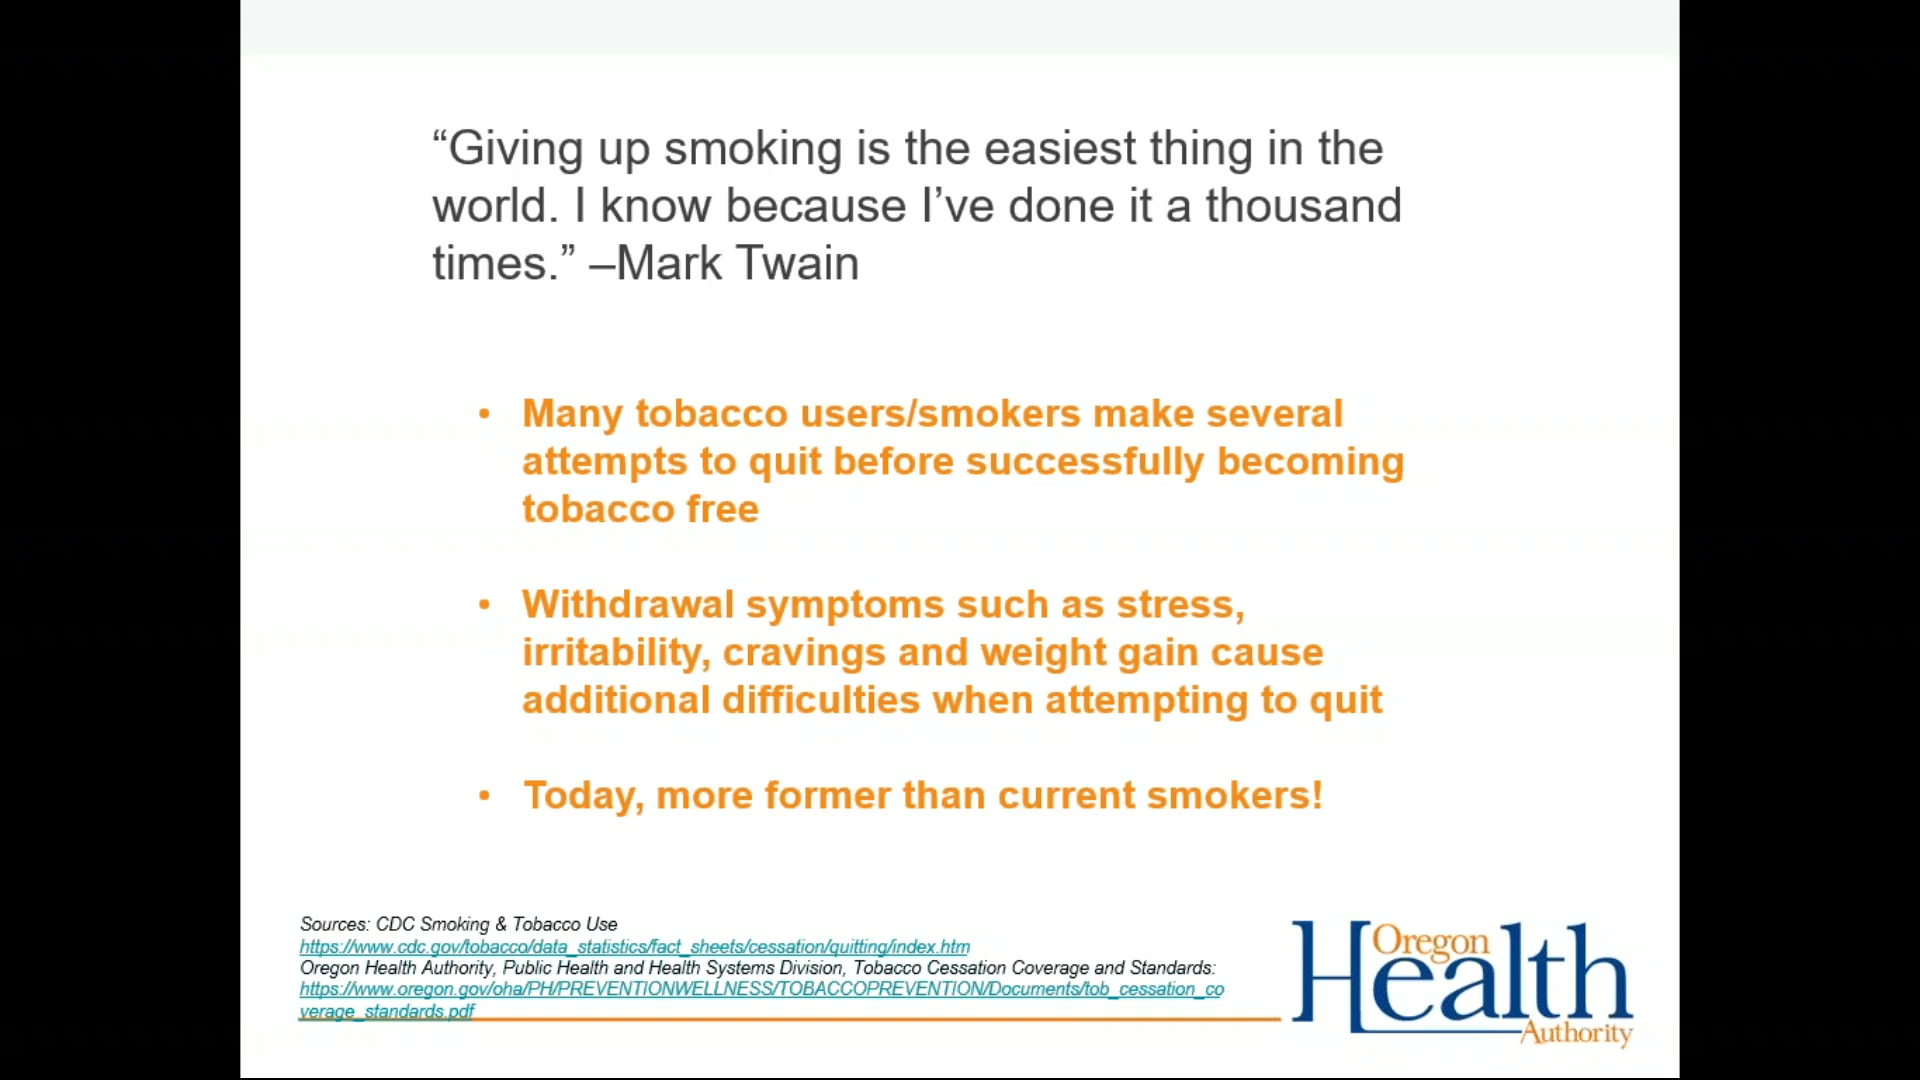 “Giving up smoking is the easiest thing in the
world. I know because I’ve done it a thousand
times.” –Mark Twain
• Many tobacco users/smokers make several
attempts to quit before successfully becoming
tobacco free
• Withdrawal symptoms such as stress,
irritability, cravings and weight gain cause
additional difficulties when attempting to quit
• Today, more former than current smokers!
Sources: CDC Smoking & Tobacco Use
https://www.cdc.gov/tobacco/data_statistics/fact_sheets/cessation/quitting/index.htm
Oregon Health Authority, Public Health and Health Systems Division, Tobacco Cessation Coverage and Standards:
https://www.oregon.gov/oha/PH/PREVENTIONWELLNESS/TOBACCOPREVENTION/Documents/tob_cessation_co
verage_standards.pdf
Oregon
Health
Authority